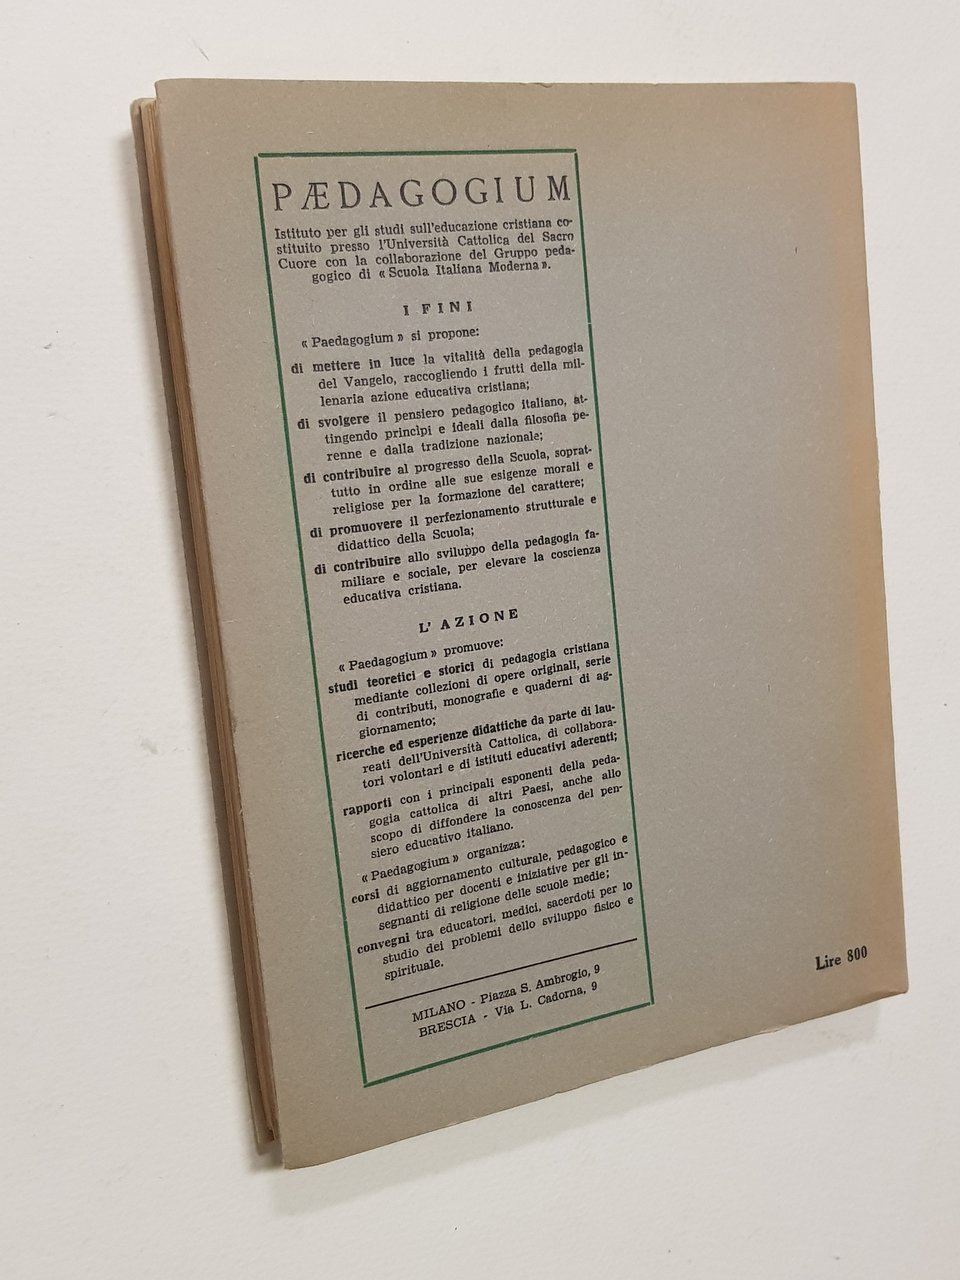 PÆDAGOGIUM
Istituto per gli studi sull'educazione cristiana co-
stituito presso l'Università Cattolica del Sacro
Cuore con la collaborazione del Gruppo peda-
gogico di « Scuola Italiana Moderna ».
I FINI
« Paedagogium » si propone:
di mettere in luce la vitalità della pedagogia
del Vangelo, raccogliendo i frutti della mil-
lenaria azione educativa cristiana;
di svolgere il pensiero pedagogico italiano, at-
tingendo principi e ideali dalla filosofia pe-
renne e dalla tradizione nazionale;
di contribuire al progresso della Scuola, soprat-
tutto in ordine alle sue esigenze morali e
religiose per la formazione del carattere;
di promuovere il perfezionamento strutturale e
didattico della Scuola;
di contribuire allo sviluppo della pedagogia fa-
miliare e sociale, per elevare la coscienza
educativa cristiana.
L'AZIONE
« Paedagogium » promuove:
studi teoretici e storici di pedagogia cristiana
mediante collezioni di opere originali, serie
di contributi, monografie e quaderni di ag-
giornamento;
ricerche ed esperienze didattiche da parte di lau-
reati dell'Università Cattolica, di collabora-
tori volontari e di istituti educativi aderenti;
rapporti con i principali esponenti della peda-
gogia cattolica di altri Paesi, anche allo
scopo di diffondere la conoscenza del pen-
siero educativo italiano.
« Paedagogium » organizza:
corsi di aggiornamento culturale, pedagogico e
didattico per docenti e iniziative per gli in-
segnanti di religione delle scuole medie;
convegni tra educatori, medici, sacerdoti per lo
studio dei problemi dello sviluppo fisico e
spirituale.
MILANO - Piazza S. Ambrogio, 9
BRESCIA - Via L. Cadorna, 9
Lire 800